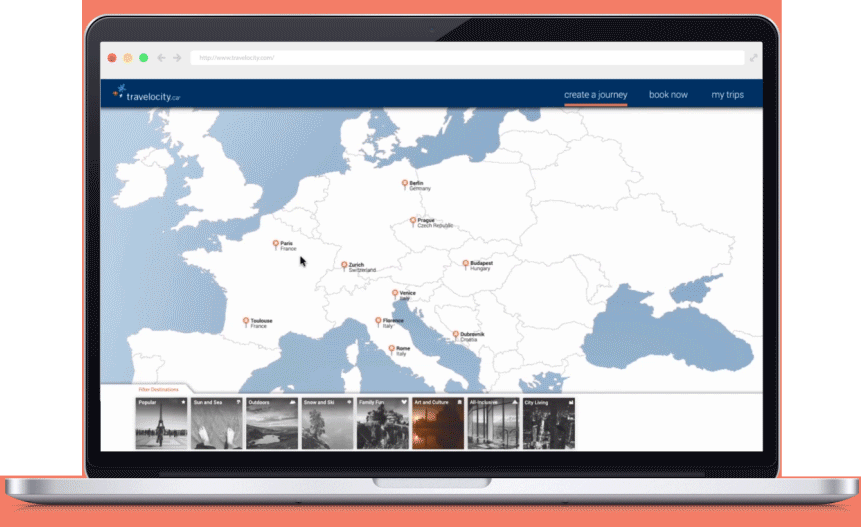 http://www.travelocity.com/
travelocity.ca
create a journey
book now
my trips
Berlin
Germany
Prague
Czech Republic
Paris
France
Zurich
Switzerland
Budapest
Hungary
Venice
Italy
Toulouse
France
Florence
Italy
Dubrovnik
Croatia
Rome
Italy
Filter Destinations
Popular
Sun and Sea
Outdoors
Snow and Ski
Family Fun
Art and Culture
All-Inclusive
City Living